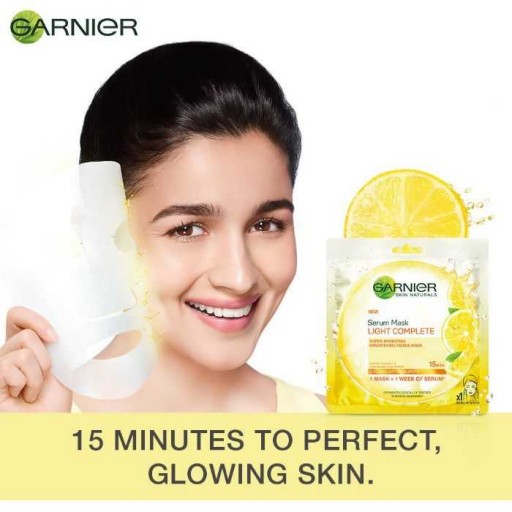 GARNIER
GARNIER
SKIN NATURALS
NEW
Serum Mask
LIGHT COMPLETE
1 MASK = 1 WEEK OF SERUM*
x1
15 MINUTES TO PERFECT,
GLOWING SKIN.